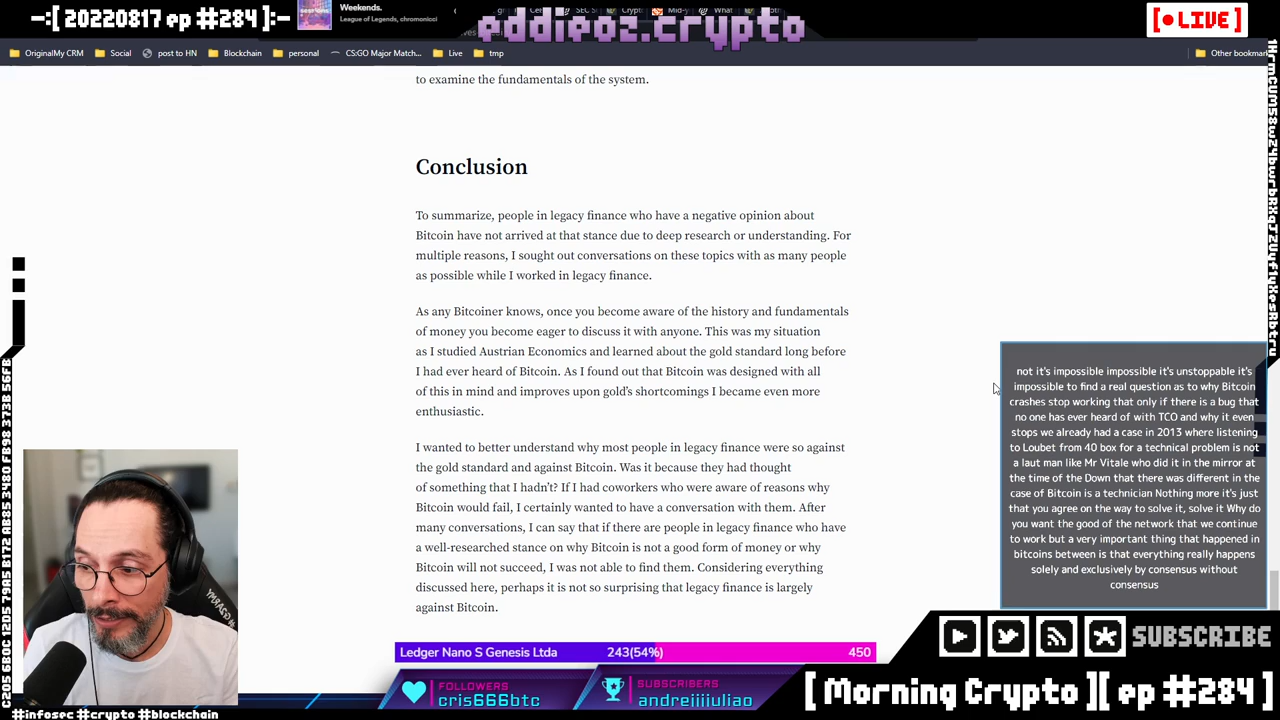 -:[ 20220817 ep #284 ]:-
Weekends.
League of Legends, chromonicci
eddieoz.crypto
[ LIVE ]
OriginalMy CRM
Social
post to HN
Blockchain
personal
CS:GO Major Match...
Live
tmp
Other bookmar
to examine the fundamentals of the system.
Conclusion
To summarize, people in legacy finance who have a negative opinion about
Bitcoin have not arrived at that stance due to deep research or understanding. For
multiple reasons, I sought out conversations on these topics with as many people
as possible while I worked in legacy finance.
As any Bitcoiner knows, once you become aware of the history and fundamentals
of money you become eager to discuss it with anyone. This was my situation
as I studied Austrian Economics and learned about the gold standard long before
I had ever heard of Bitcoin. As I found out that Bitcoin was designed with all
of this in mind and improves upon gold's shortcomings I became even more
enthusiastic.
I wanted to better understand why most people in legacy finance were so against
the gold standard and against Bitcoin. Was it because they had thought
of something that I hadn't? If I had coworkers who were aware of reasons why
Bitcoin would fail, I certainly wanted to have a conversation with them. After
many conversations, I can say that if there are people in legacy finance who have
a well-researched stance on why Bitcoin is not a good form of money or why
Bitcoin will not succeed, I was not able to find them. Considering everything
discussed here, perhaps it is not so surprising that legacy finance is largely
against Bitcoin.
not it's impossible impossible it's unstoppable it's
impossible to find a real question as to why Bitcoin
crashes stop working that only if there is a bug that
no one has ever heard of with TCO and why it even
stops we already had a case in 2013 where listening
to Loubet from 40 box for a technical problem is not
a laut man like Mr Vitale who did it in the mirror at
the time of the Down that there was different in the
case of Bitcoin is a technician Nothing more it's just
that you agree on the way to solve it, solve it Why do
you want the good of the network that we continue
to work but a very important thing that happened in
bitcoins between is that everything really happens
solely and exclusively by consensus without
consensus
Ledger Nano S Genesis Ltda
243(54%)
450
FOLLOWERS
cris666btc
SUBSCRIBERS
andrejjjuliao
SUBSCRIBE
[ Morning Crypto ][ ep #284 ]
#infosec #crypto #blockchain